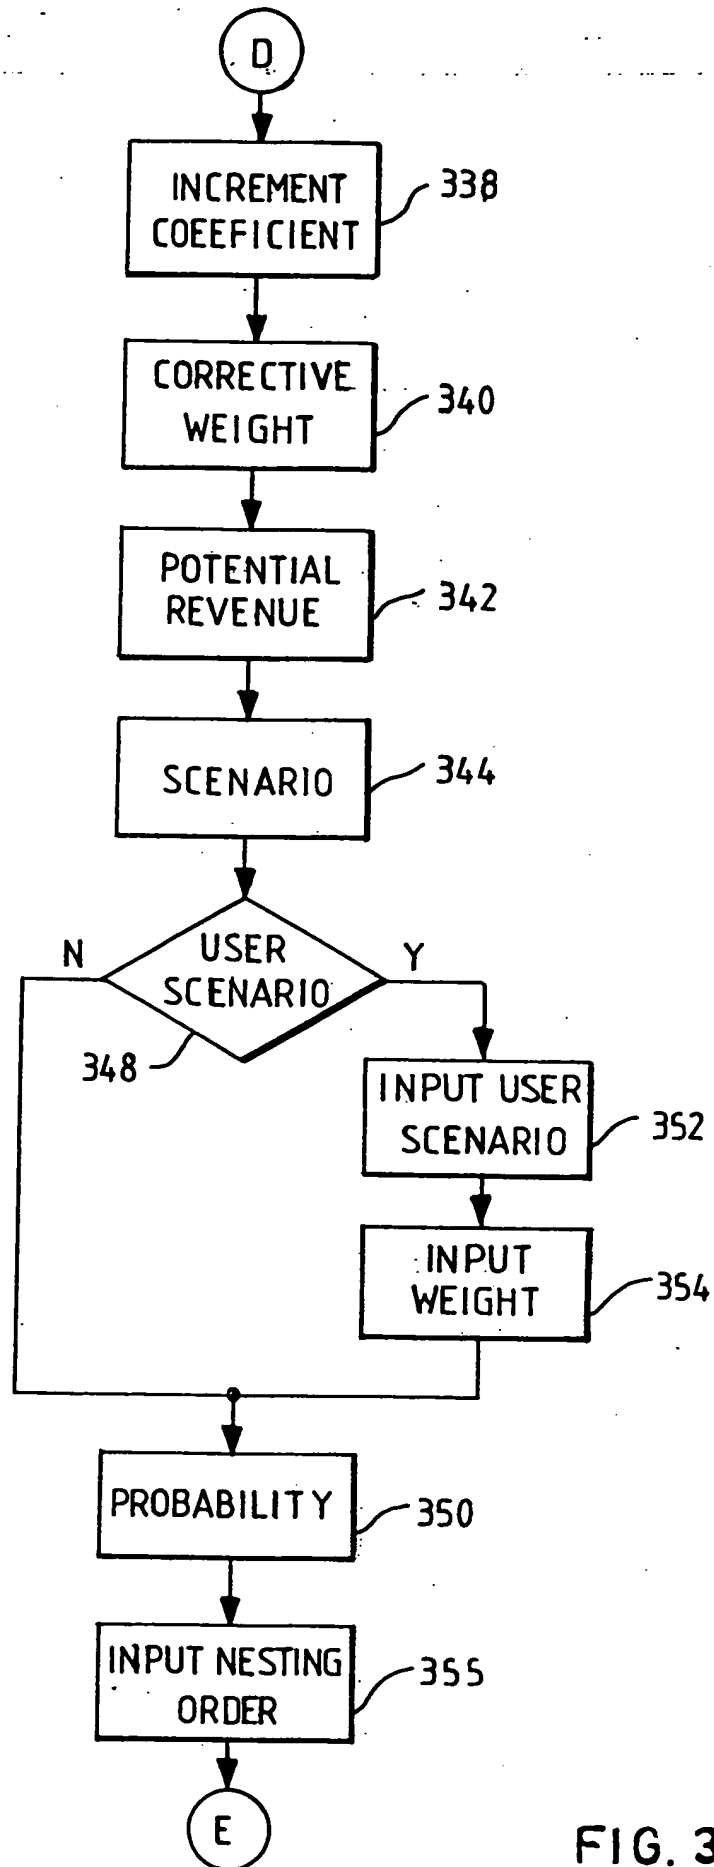 D
INCREMENT
COEEFICIENT
338
CORRECTIVE
WEIGHT
340
POTENTIAL
REVENUE
342
SCENARIO
344
USER
SCENARIO
N
Y
348
INPUT USER
SCENARIO
352
INPUT
WEIGHT
354
PROBABILITY
350
INPUT NESTING
ORDER
355
E
FIG. 3